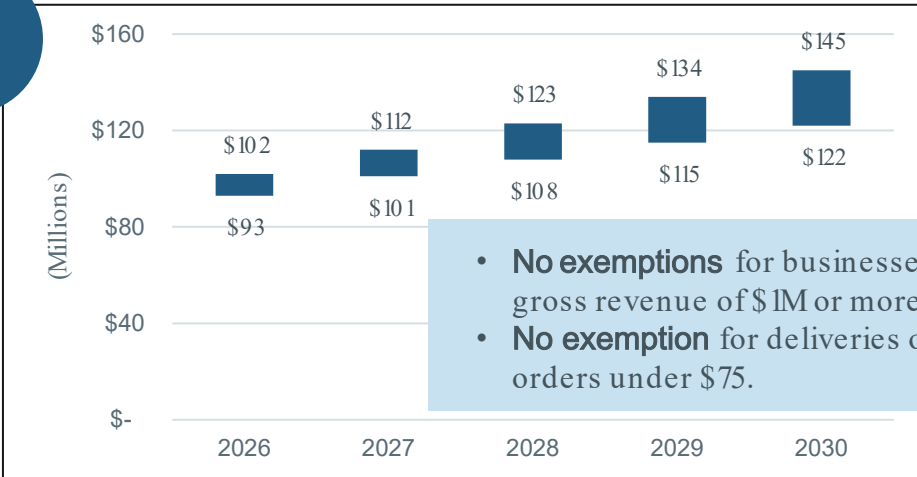 $160
$145
$134
$123
$120
$112
$102
$122
$115
$108
$101
$93
$80
(Millions)
• No exemptions for businesse
gross revenue of $1M or more
• No exemption for deliveries o
orders under $75.
$40
$-
2026 2027 2028 2029 2030